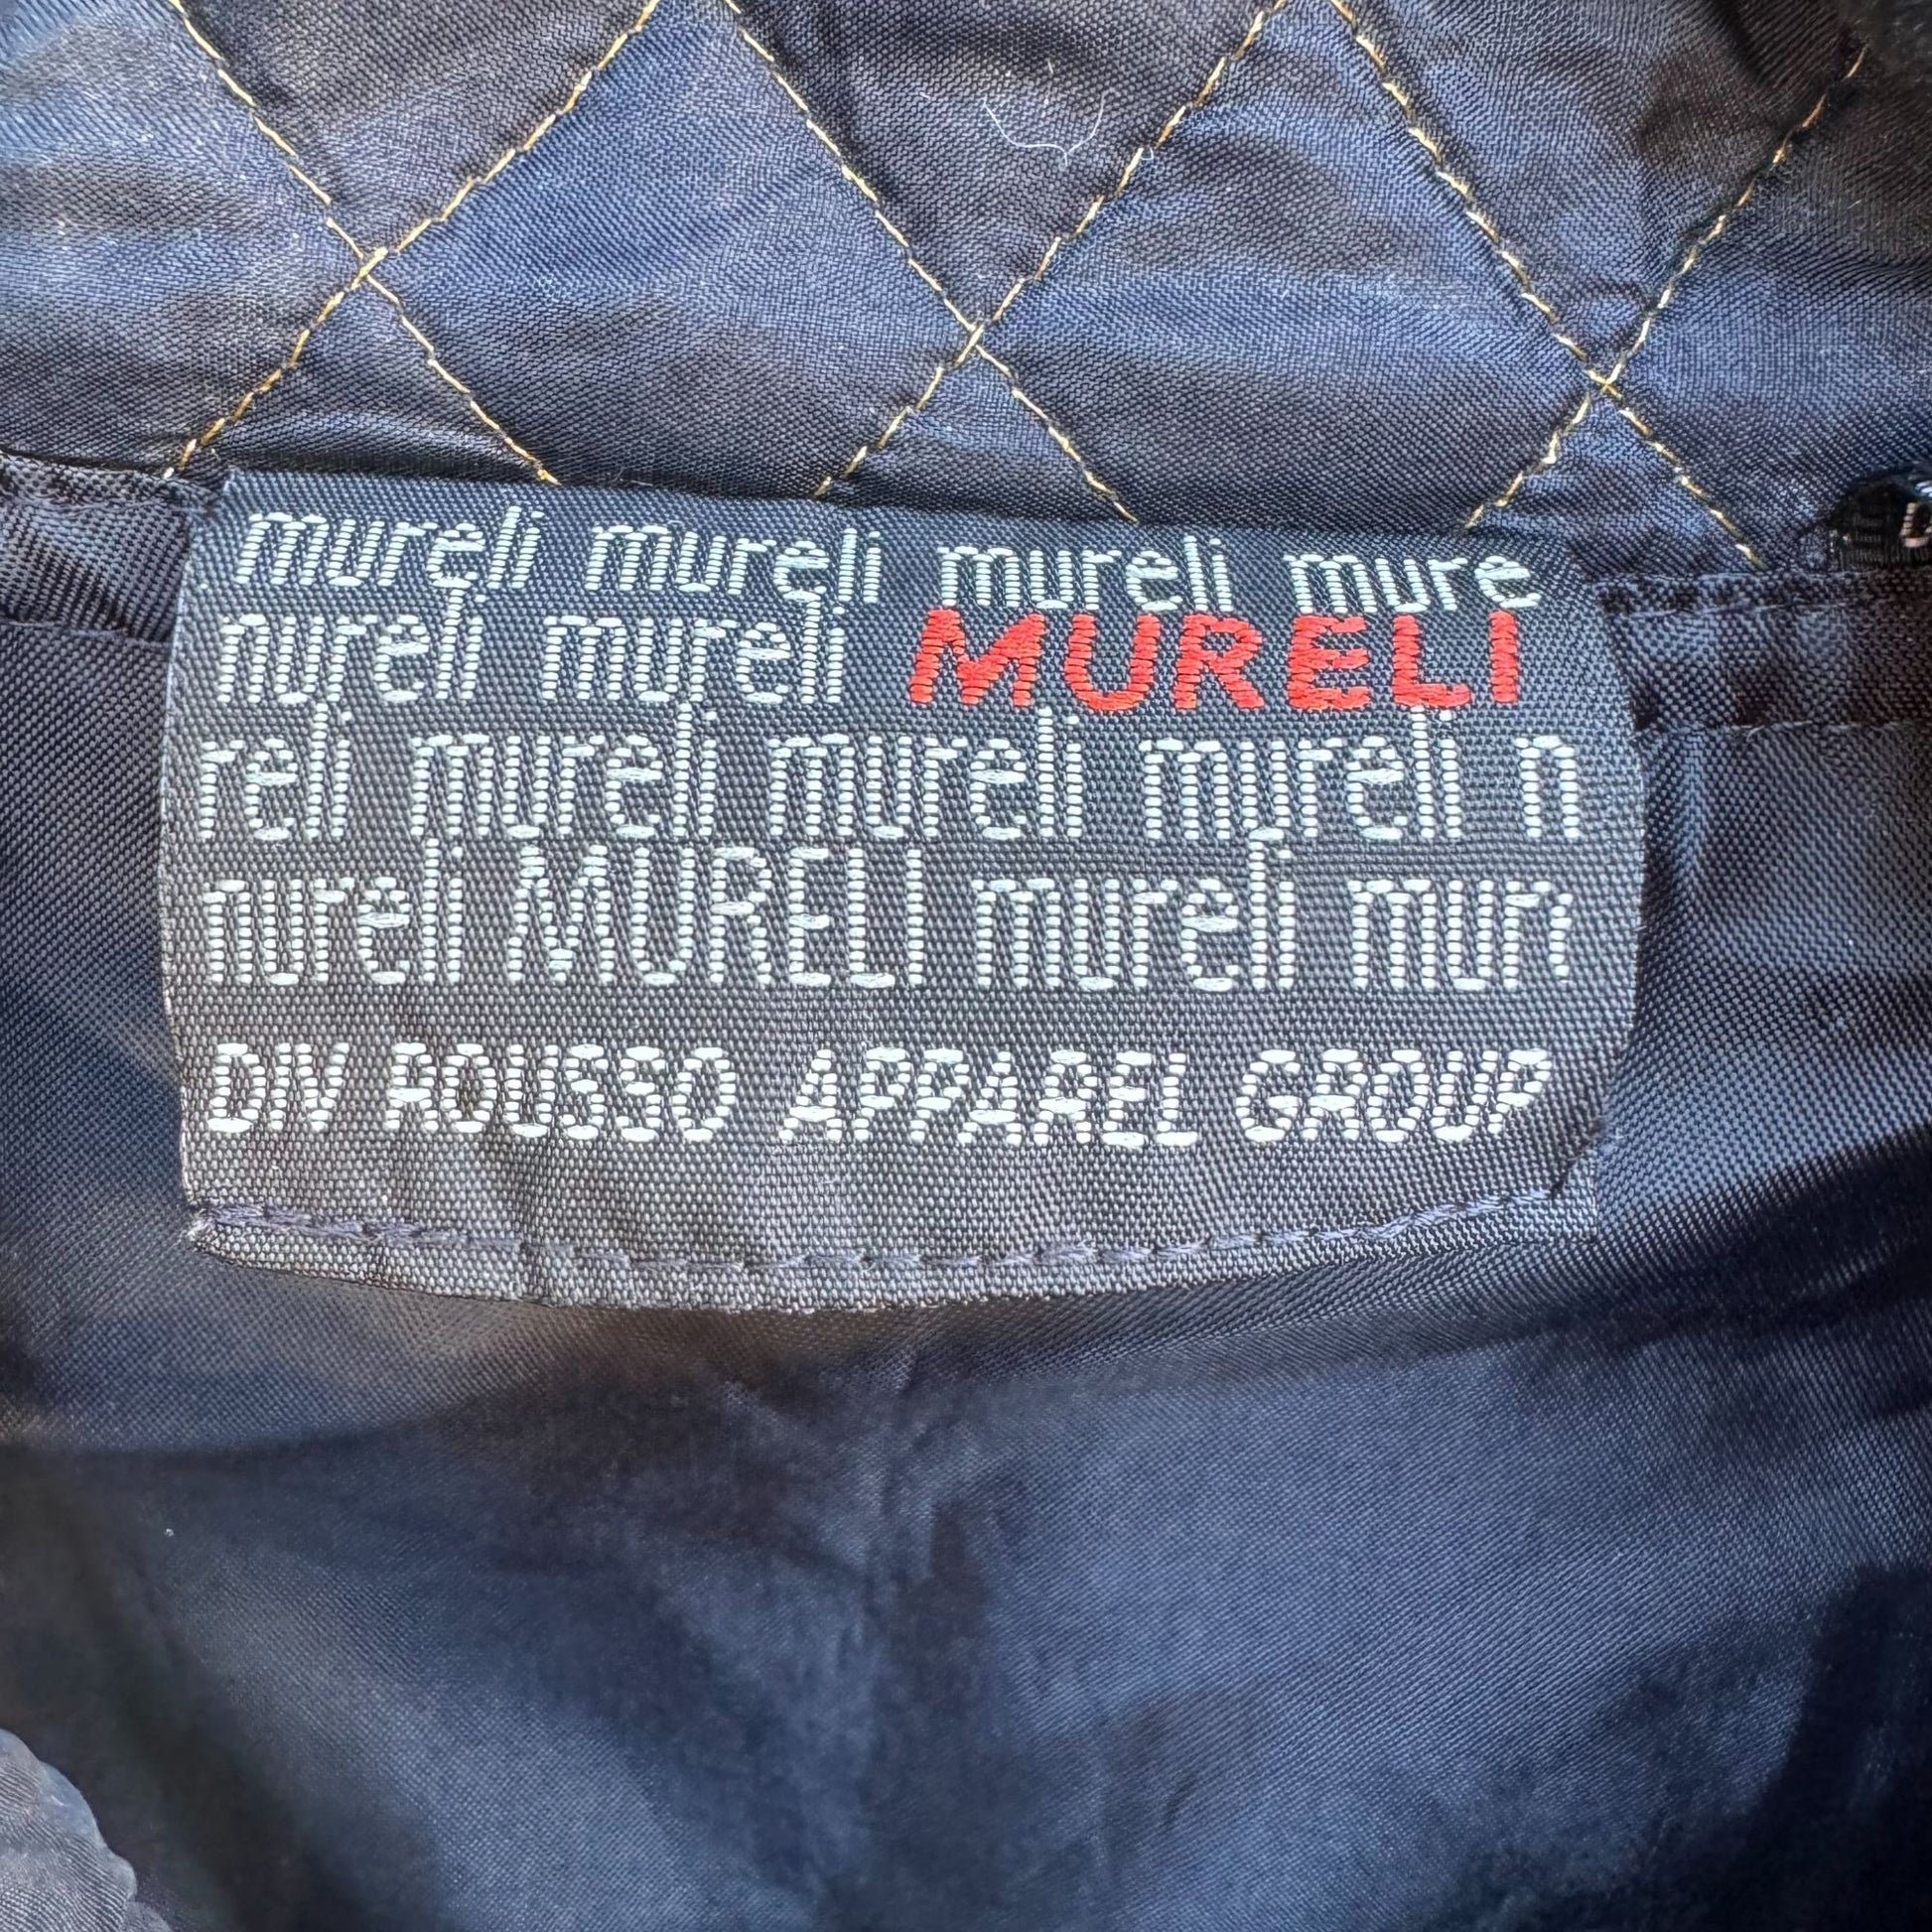 mureli mureli mureli mure
nureli mureli MURELI
reli mureli mureli mureli n
nureli MURELI mureli mur
DIV ROUSSO APPAREL GROUP